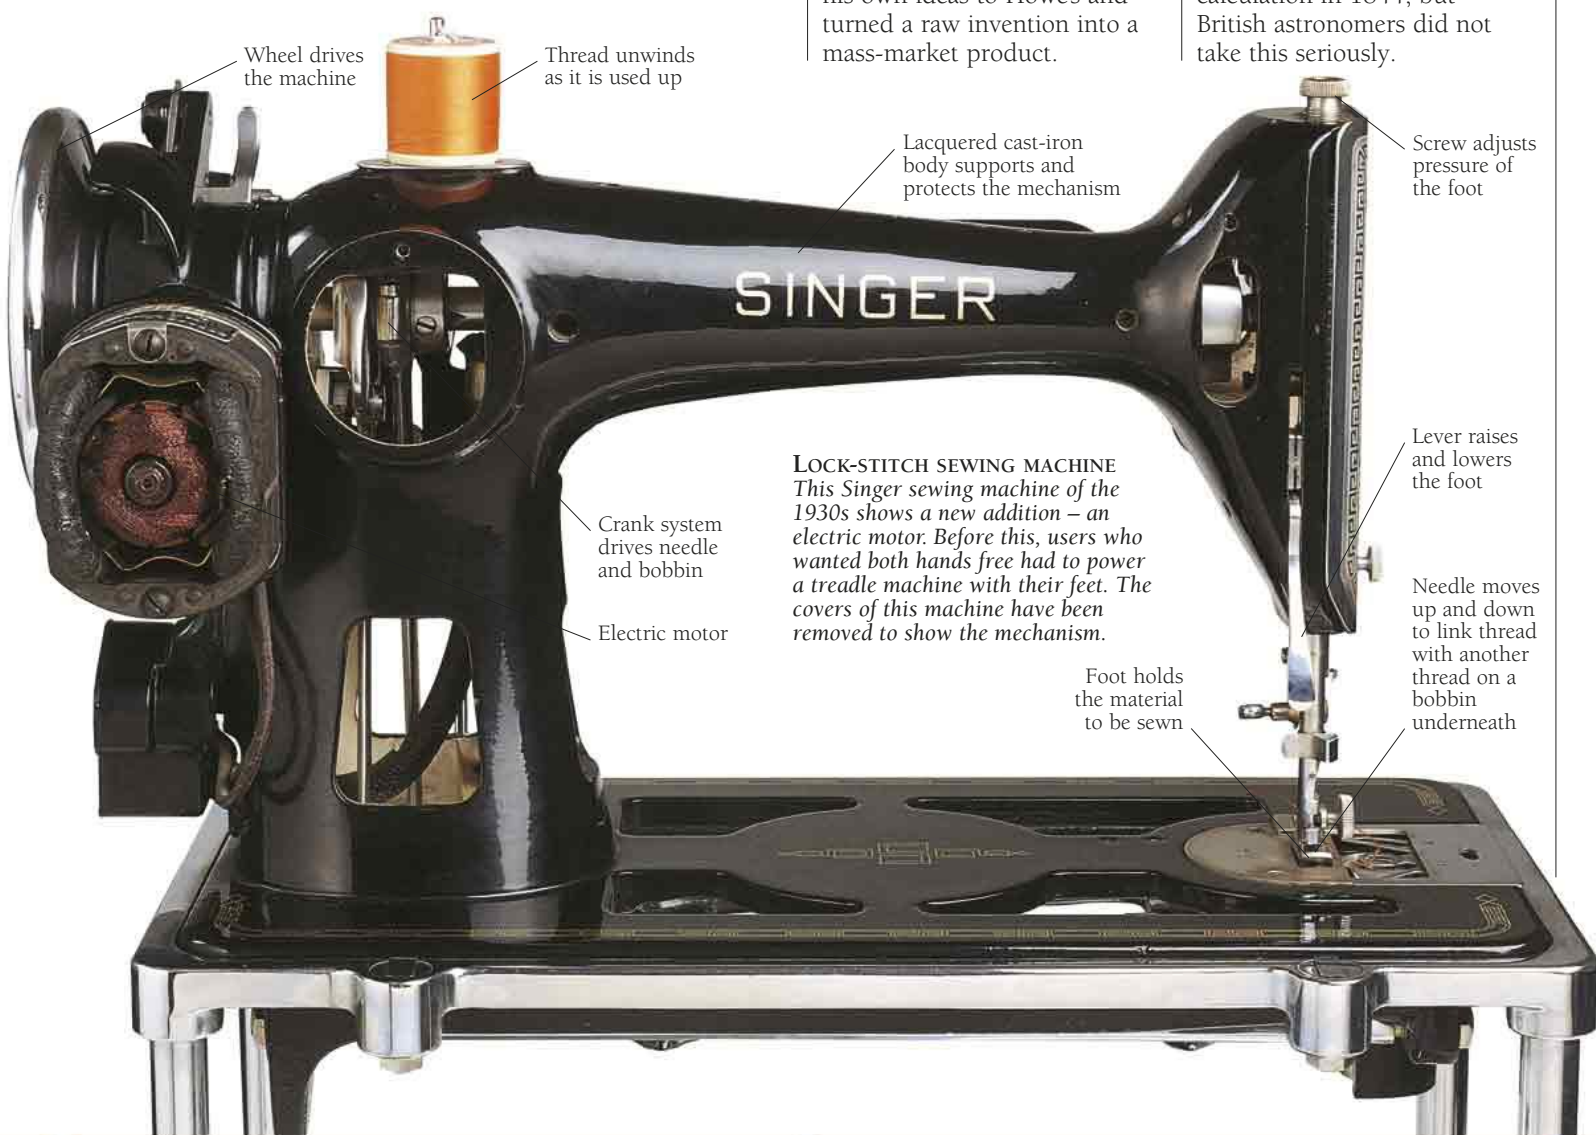 turned a raw invention into a
mass-market product.
British astronomers did not
take this seriously.
Wheel drives
the machine
Thread unwinds
as it is used up
Lacquered cast-iron
body supports and
protects the mechanism
Screw adjusts
pressure of
the foot
SINGER
Lever raises
and lowers
the foot
LOCK-STITCH SEWING MACHINE
This Singer sewing machine of the
1930s shows a new addition – an
electric motor. Before this, users who
wanted both hands free had to power
a treadle machine with their feet. The
covers of this machine have been
removed to show the mechanism.
Crank system
drives needle
and bobbin
Electric motor
Needle moves
up and down
to link thread
with another
thread on a
bobbin
underneath
Foot holds
the material
to be sewn